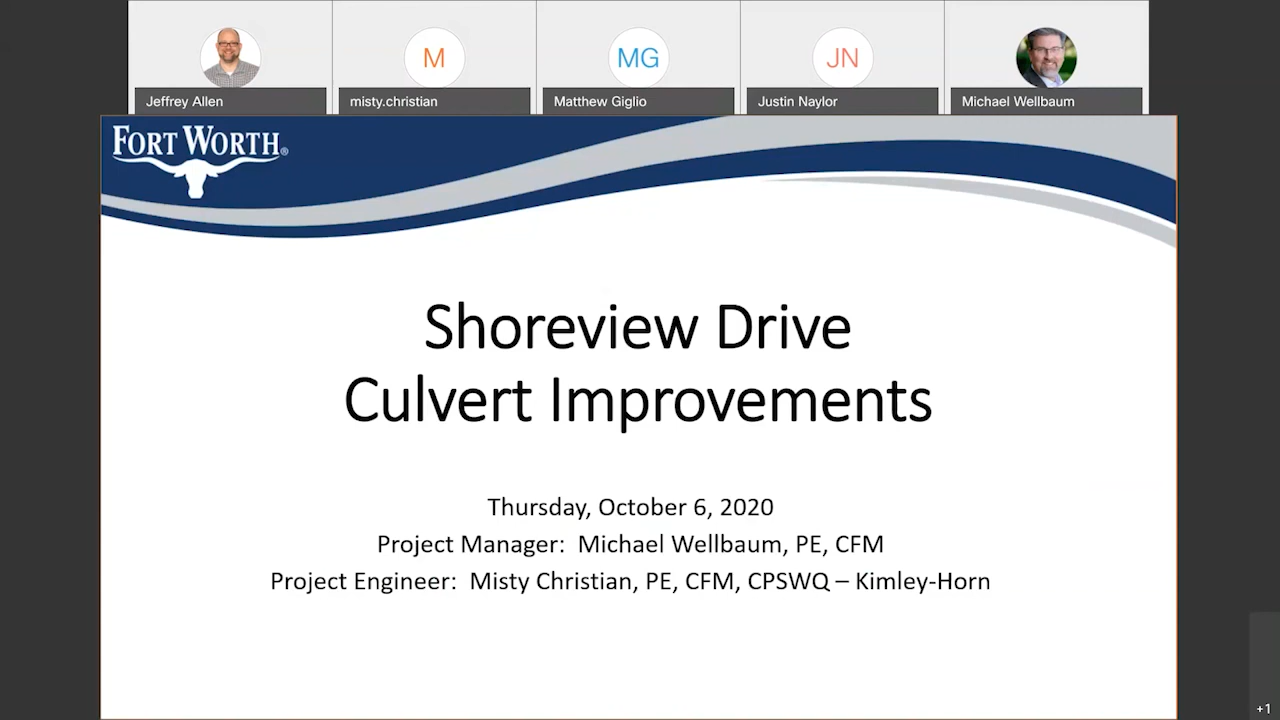 M
MG
JN
Jeffrey Allen
misty.christian
Matthew Giglio
Justin Naylor
Michael Wellbaum
FORT WORTH®
Shoreview Drive
Culvert Improvements
Thursday, October 6, 2020
Project Manager:  Michael Wellbaum, PE, CFM
Project Engineer:  Misty Christian, PE, CFM, CPSWQ – Kimley-Horn
+1